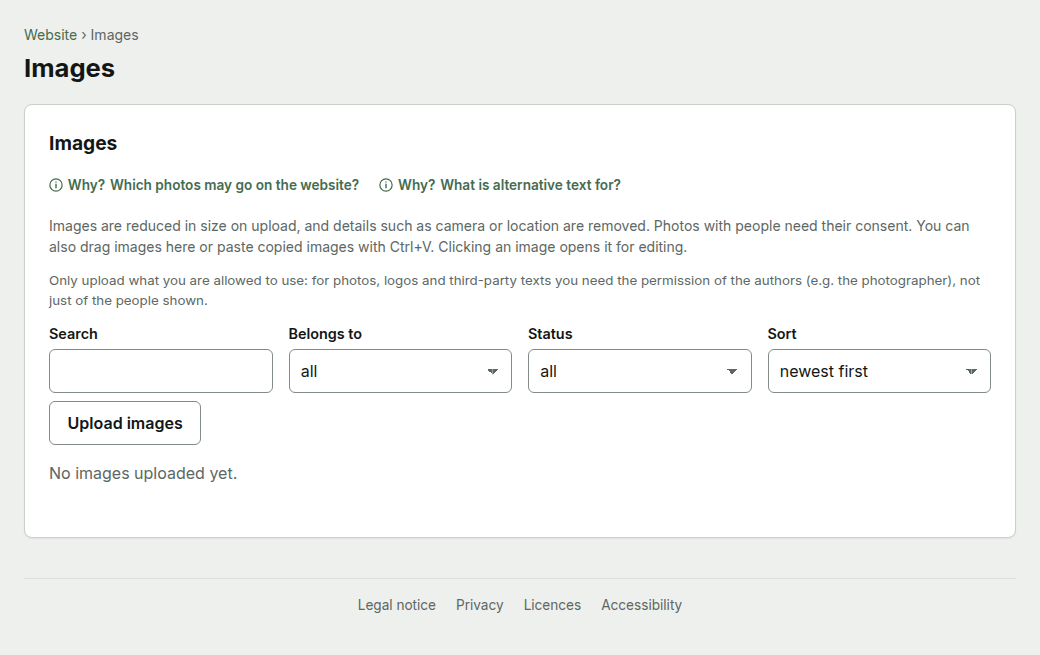 Website › Images
Images
Images
Why? Which photos may go on the website? Why? What is alternative text for?
Images are reduced in size on upload, and details such as camera or location are removed. Photos with people need their consent. You can
also drag images here or paste copied images with Ctrl+V. Clicking an image opens it for editing.
Only upload what you are allowed to use: for photos, logos and third-party texts you need the permission of the authors (e.g. the photographer), not
just of the people shown.
Search Belongs to Status Sort
all all newest first
Upload images
No images uploaded yet.
Legal notice Privacy Licences Accessibility